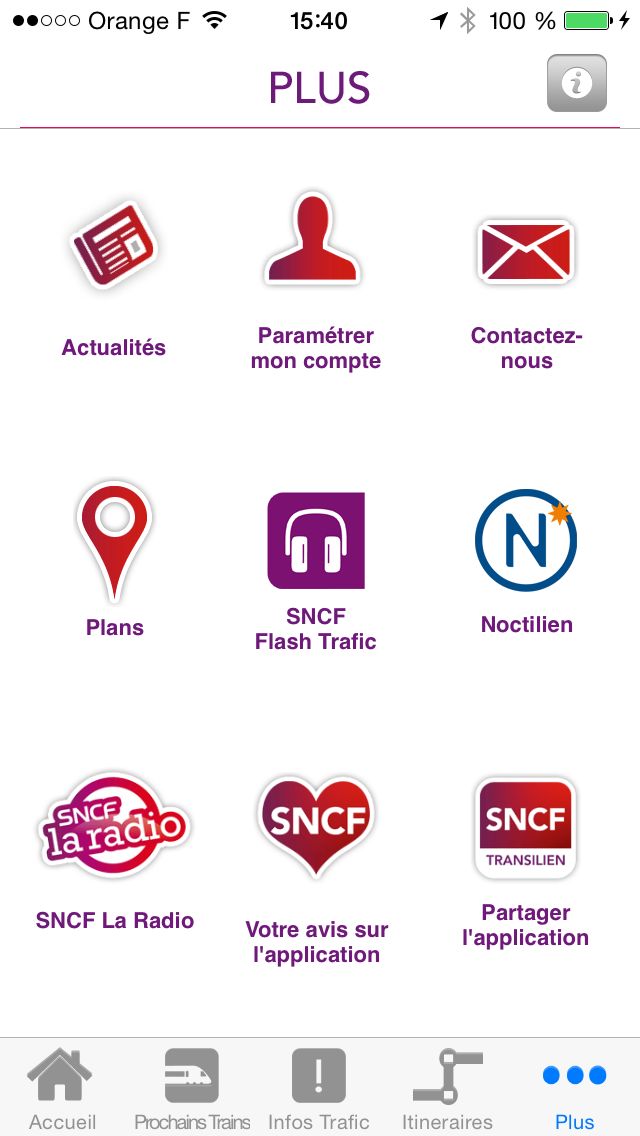 Orange F 15:40 100 %
PLUS
i
Actualités
Paramétrer
mon compte
Contactez-
nous
Plans
SNCF
Flash Trafic
N
Noctilien
SNCF
la radio
SNCF La Radio
SNCF
Votre avis sur
l'application
SNCF
TRANSILIEN
Partager
l'application
Accueil
Prochains Trains
Infos Trafic
Itineraires
Plus